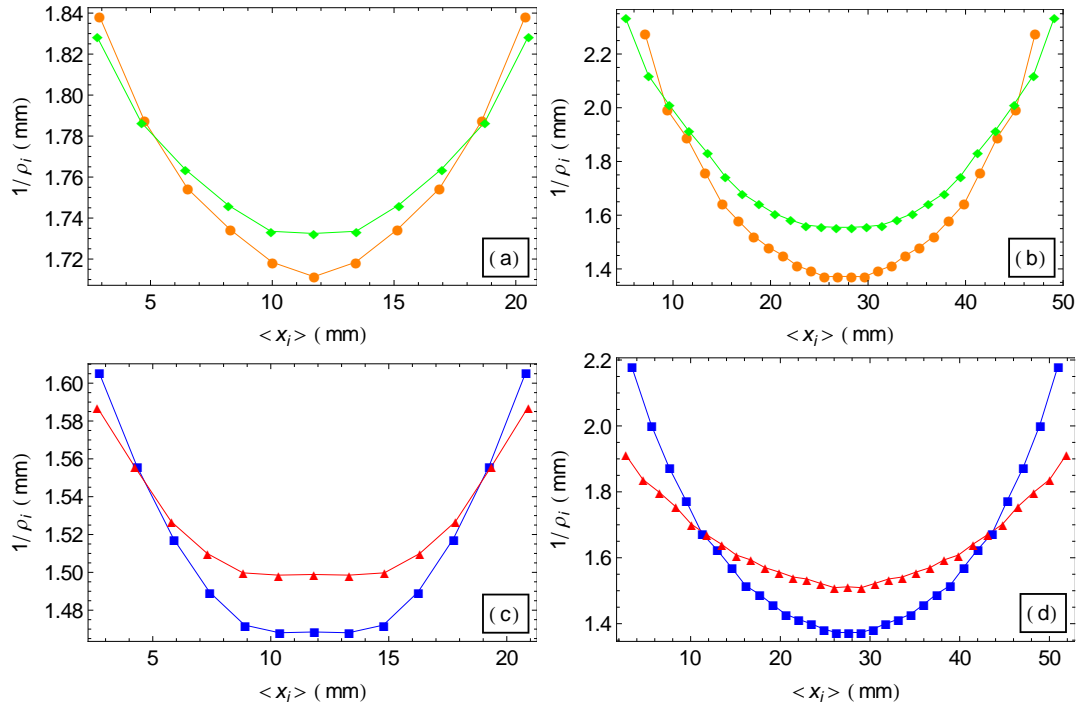 1.84
1.82
1.80
1.78
1.76
1.74
1.72
1/ρi (mm)
(a)
5 10 15 20
<xi> (mm)
2.2
2.0
1.8
1.6
1.4
1/ρi (mm)
(b)
10 20 30 40 50
<xi> (mm)
1.60
1.58
1.56
1.54
1.52
1.50
1.48
1/ρi (mm)
(c)
5 10 15 20
<xi> (mm)
2.2
2.0
1.8
1.6
1.4
1/ρi (mm)
(d)
10 20 30 40 50
<xi> (mm)